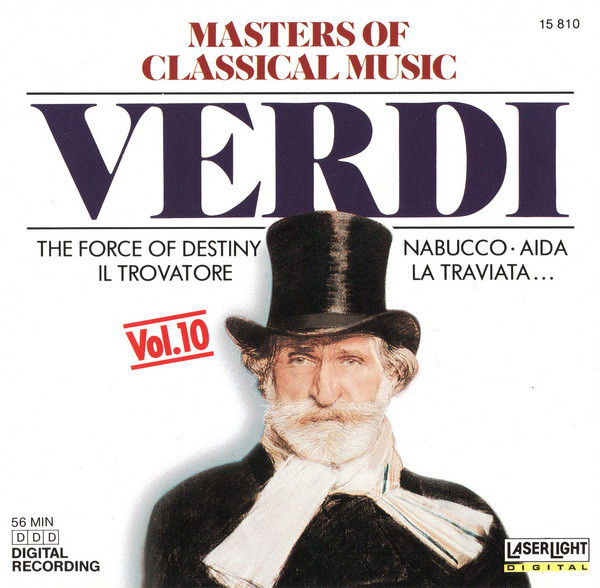 15 810
MASTERS OF
CLASSICAL MUSIC
VERDI
THE FORCE OF DESTINY
IL TROVATORE
NABUCCO · AIDA
LA TRAVIATA...
Vol.10
56 MIN
DDD
DIGITAL
RECORDING
LASERLIGHT
DIGITAL